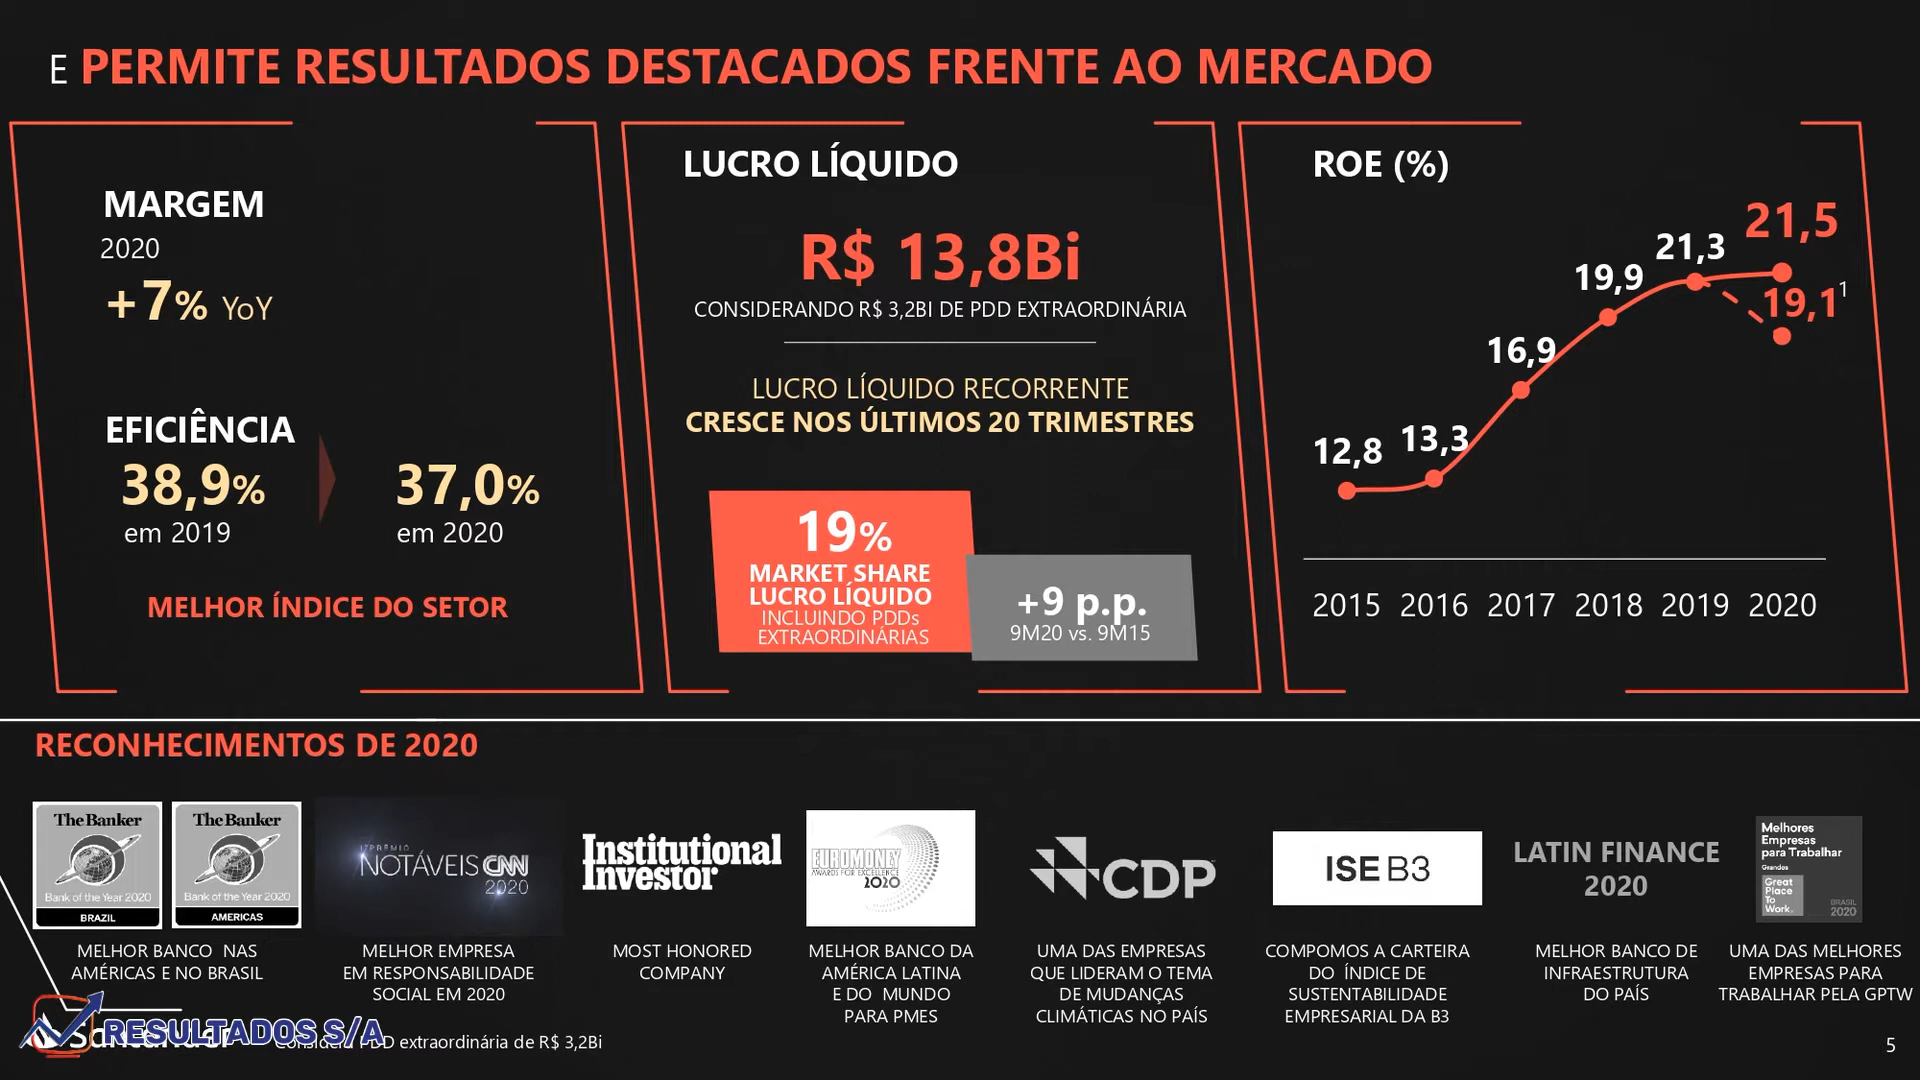 E PERMITE RESULTADOS DESTACADOS FRENTE AO MERCADO
MARGEM
2020
+7% YoY
EFICIÊNCIA
38,9%
em 2019
37,0%
em 2020
MELHOR ÍNDICE DO SETOR
LUCRO LÍQUIDO
R$ 13,8Bi
CONSIDERANDO R$ 3,2BI DE PDD EXTRAORDINÁRIA
LUCRO LÍQUIDO RECORRENTE
CRESCE NOS ÚLTIMOS 20 TRIMESTRES
19%
MARKET SHARE
LUCRO LÍQUIDO
INCLUINDO PDDs
EXTRAORDINÁRIAS
+9 p.p.
9M20 vs. 9M15
ROE (%)
12,8
13,3
16,9
19,9
21,3
21,5
19,1¹
2015 2016 2017 2018 2019 2020
RECONHECIMENTOS DE 2020
The Banker
Bank of the Year 2020
BRAZIL
The Banker
Bank of the Year 2020
AMERICAS
MELHOR BANCO NAS
AMÉRICAS E NO BRASIL
PRÊMIO
NOTÁVEIS CNN
2020
MELHOR EMPRESA
EM RESPONSABILIDADE
SOCIAL EM 2020
Institutional
Investor
MOST HONORED
COMPANY
EUROMONEY
AWARDS FOR EXCELLENCE
2020
MELHOR BANCO DA
AMÉRICA LATINA
E DO MUNDO
PARA PMES
CDP
UMA DAS EMPRESAS
QUE LIDERAM O TEMA
DE MUDANÇAS
CLIMÁTICAS NO PAÍS
ISE B3
COMPOMOS A CARTEIRA
DO ÍNDICE DE
SUSTENTABILIDADE
EMPRESARIAL DA B3
LATIN FINANCE
2020
MELHOR BANCO DE
INFRAESTRUTURA
DO PAÍS
Melhores
Empresas
para Trabalhar
Grandes
Great
Place
To
Work.
BRASIL
2020
UMA DAS MELHORES
EMPRESAS PARA
TRABALHAR PELA GPTW
Santander
RESULTADOS S/A
PDD extraordinária de R$ 3,2Bi
5